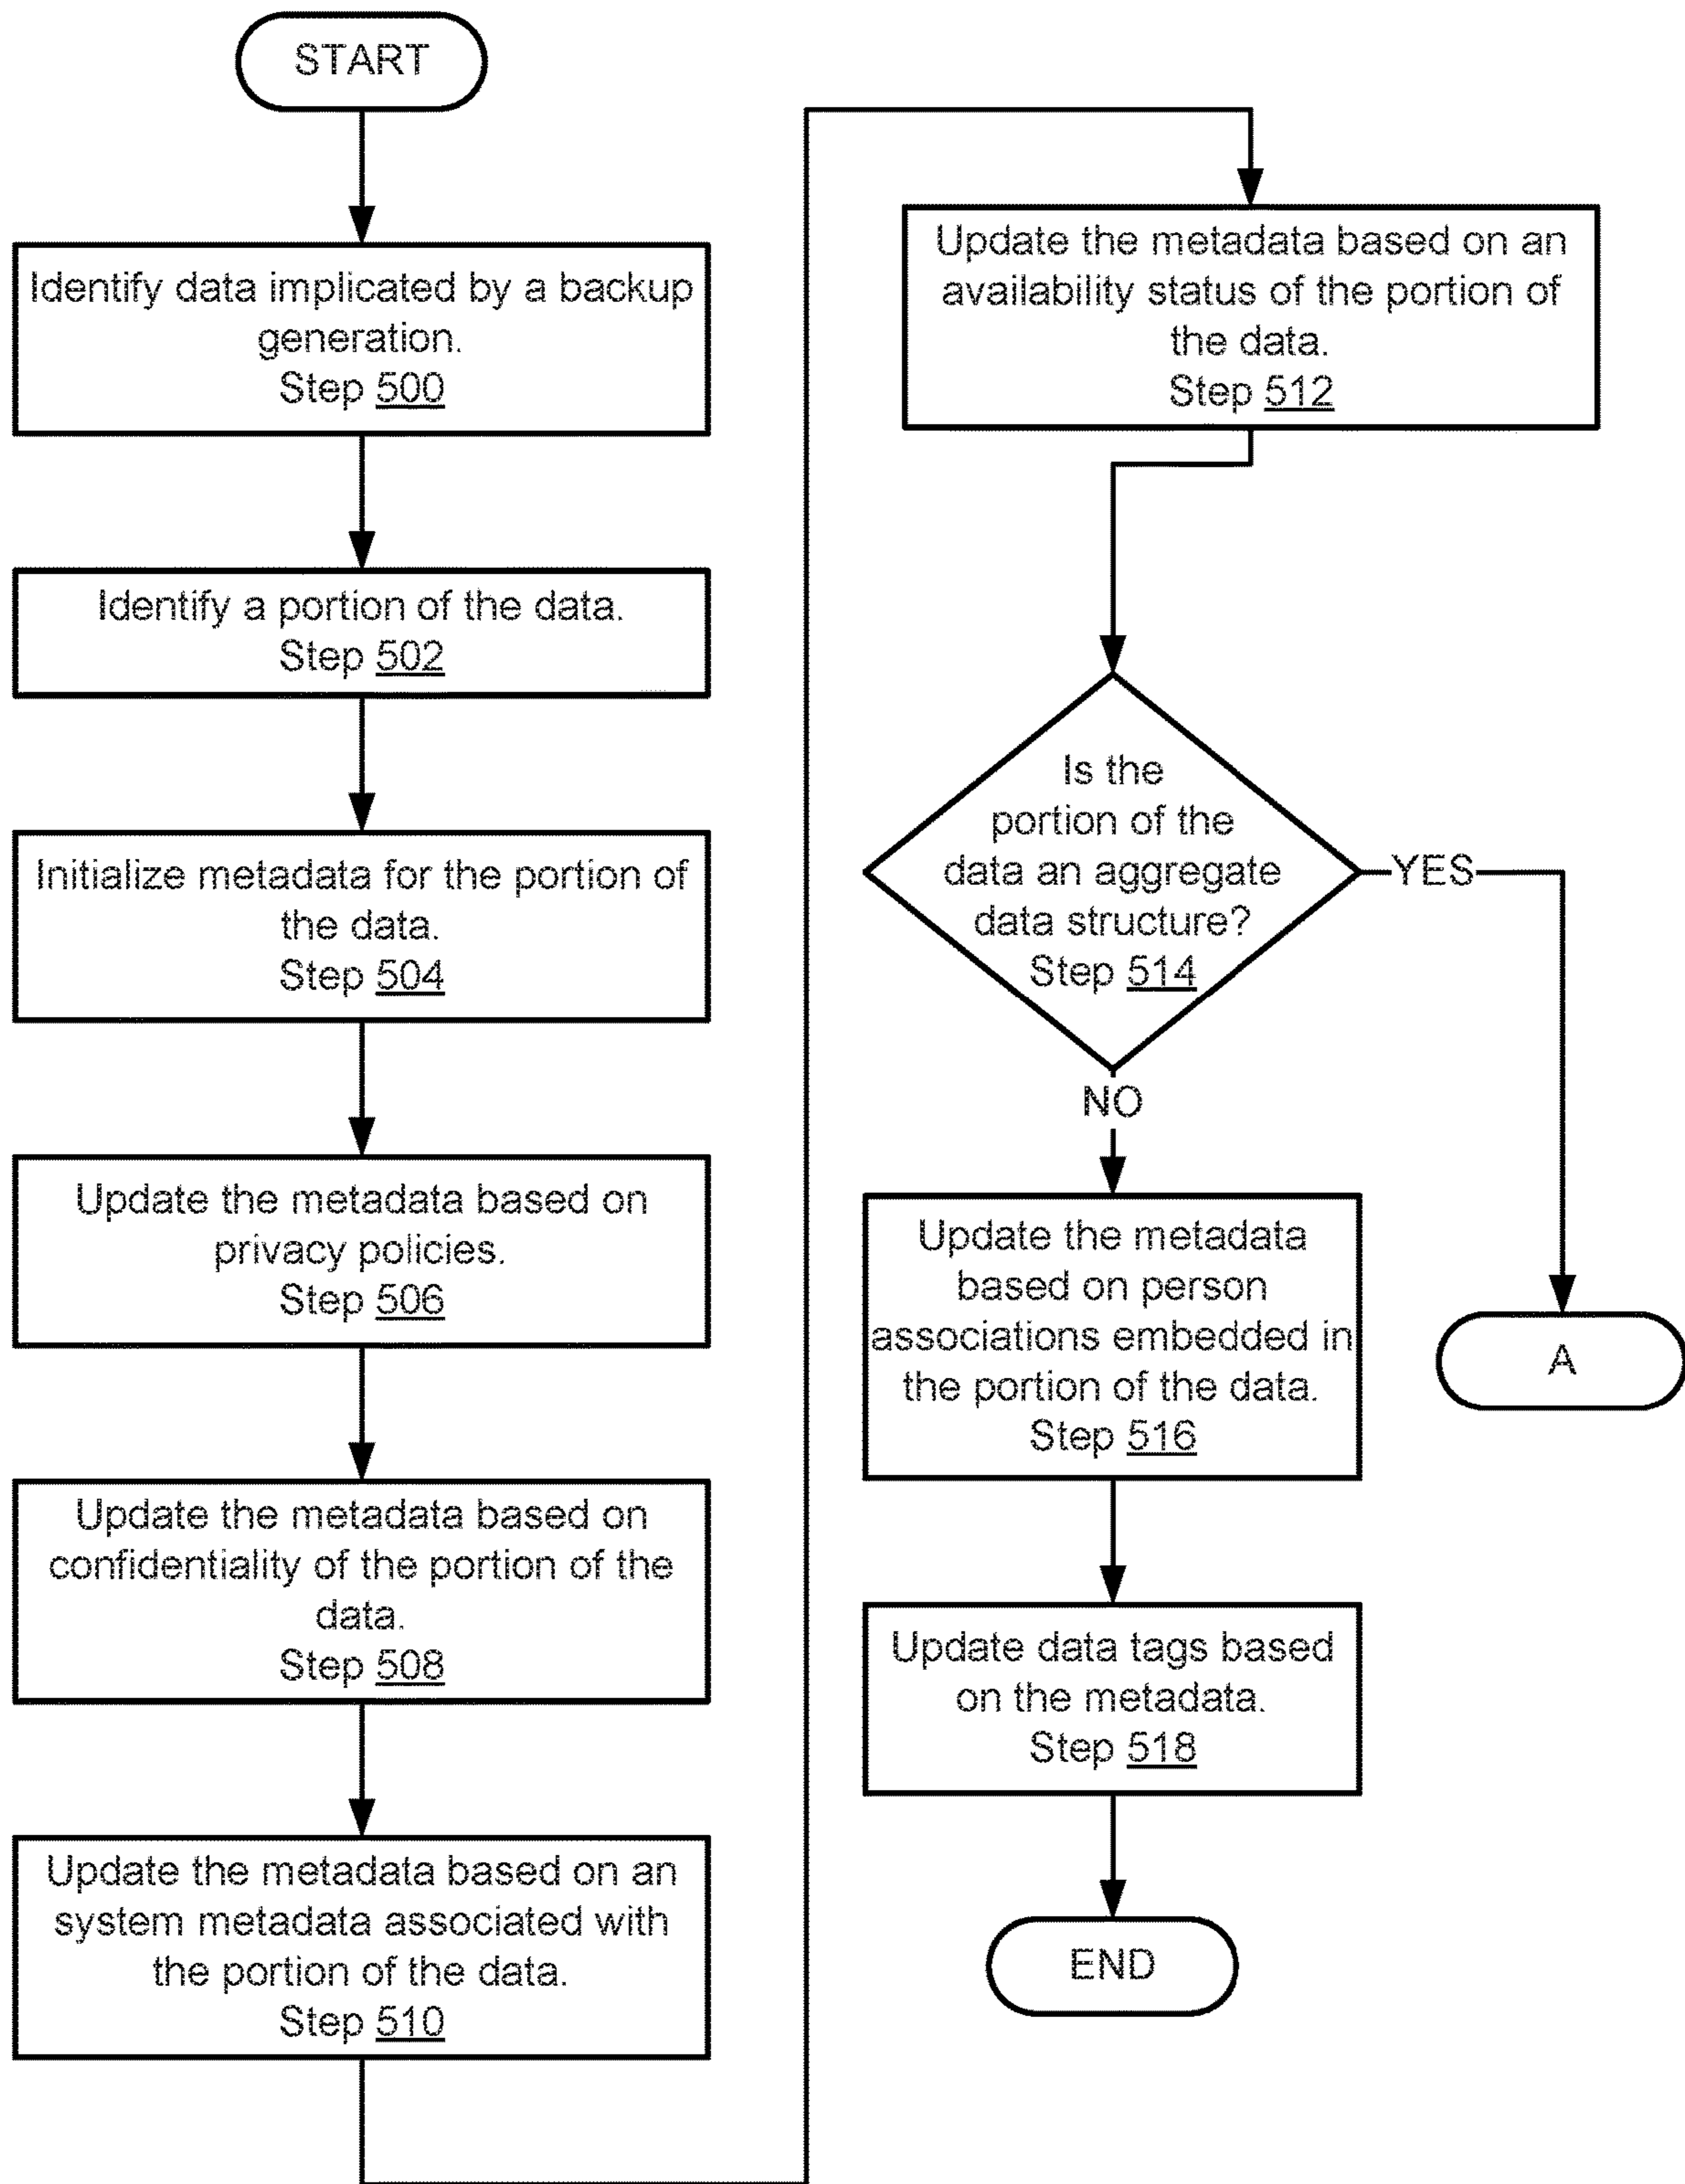 START
Identify data implicated by a backup
generation.
Step 500
Identify a portion of the data.
Step 502
Initialize metadata for the portion of
the data.
Step 504
Update the metadata based on
privacy policies.
Step 506
Update the metadata based on
confidentiality of the portion of the
data.
Step 508
Update the metadata based on an
system metadata associated with
the portion of the data.
Step 510
Update the metadata based on an
availability status of the portion of
the data.
Step 512
Is the
portion of the
data an aggregate
data structure?
Step 514
YES
NO
A
Update the metadata
based on person
associations embedded in
the portion of the data.
Step 516
Update data tags based
on the metadata.
Step 518
END